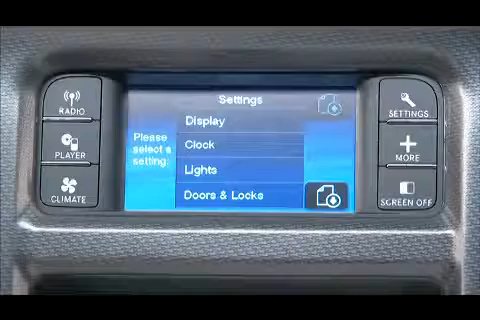 RADIO
PLAYER
CLIMATE
Settings
Please
select a
setting:
Display
Clock
Lights
Doors & Locks
SETTINGS
MORE
SCREEN OFF